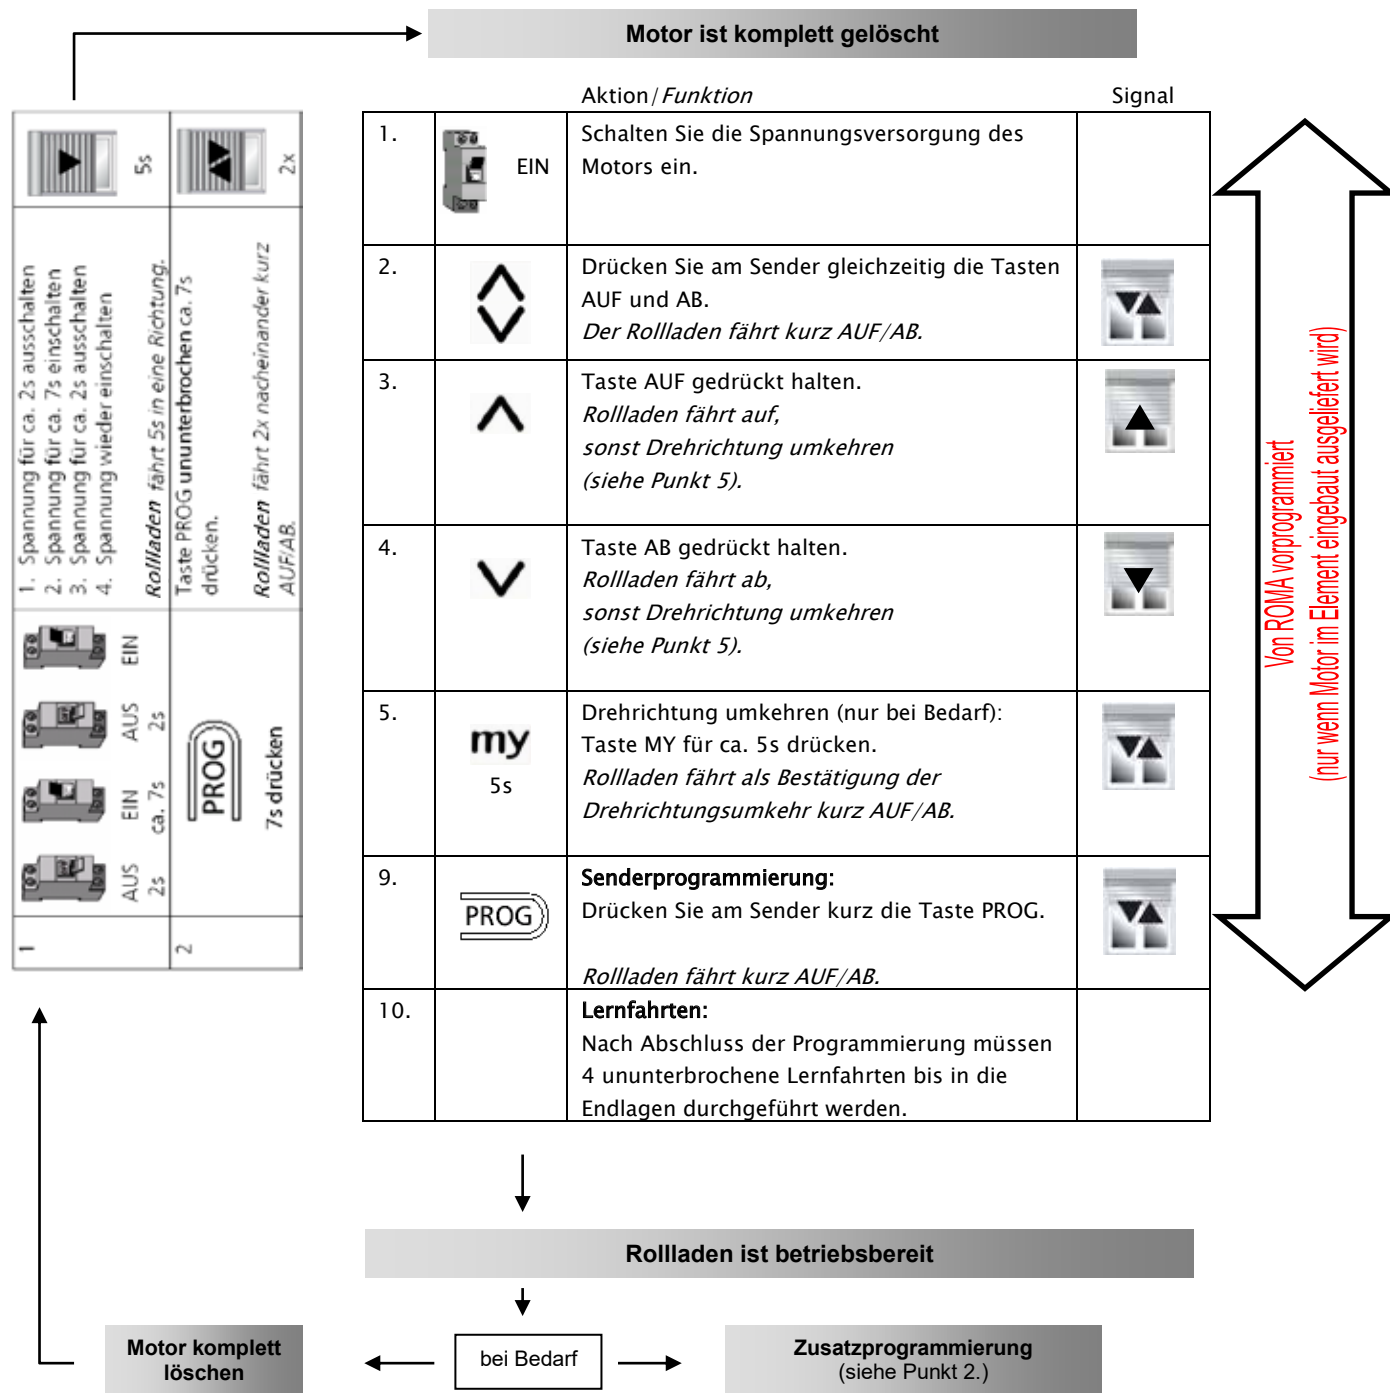 Motor ist komplett gelöscht
Aktion/Funktion
Signal
1.
EIN
Schalten Sie die Spannungsversorgung des
Motors ein.
2.
Drücken Sie am Sender gleichzeitig die Tasten
AUF und AB.
Der Rollladen fährt kurz AUF/AB.
3.
Taste AUF gedrückt halten.
Rollladen fährt auf,
sonst Drehrichtung umkehren
(siehe Punkt 5).
4.
Taste AB gedrückt halten.
Rollladen fährt ab,
sonst Drehrichtung umkehren
(siehe Punkt 5).
5.
my
5s
Drehrichtung umkehren (nur bei Bedarf):
Taste MY für ca. 5s drücken.
Rollladen fährt als Bestätigung der
Drehrichtungsumkehr kurz AUF/AB.
9.
PROG
Senderprogrammierung:
Drücken Sie am Sender kurz die Taste PROG.
Rollladen fährt kurz AUF/AB.
10.
Lernfahrten:
Nach Abschluss der Programmierung müssen
4 ununterbrochene Lernfahrten bis in die
Endlagen durchgeführt werden.
Von ROMA vorprogrammiert
(nur wenn Motor im Element eingebaut ausgeliefert wird)
1
AUS
2s
EIN
ca. 7s
AUS
2s
EIN
1. Spannung für ca. 2s ausschalten
2. Spannung für ca. 7s einschalten
3. Spannung für ca. 2s ausschalten
4. Spannung wieder einschalten
Rollladen fährt 5s in eine Richtung.
5s
2
PROG
7s drücken
Taste PROG ununterbrochen ca. 7s
drücken.
Rollladen fährt 2x nacheinander kurz
AUF/AB.
2x
Rollladen ist betriebsbereit
Motor komplett
löschen
bei Bedarf
Zusatzprogrammierung
(siehe Punkt 2.)